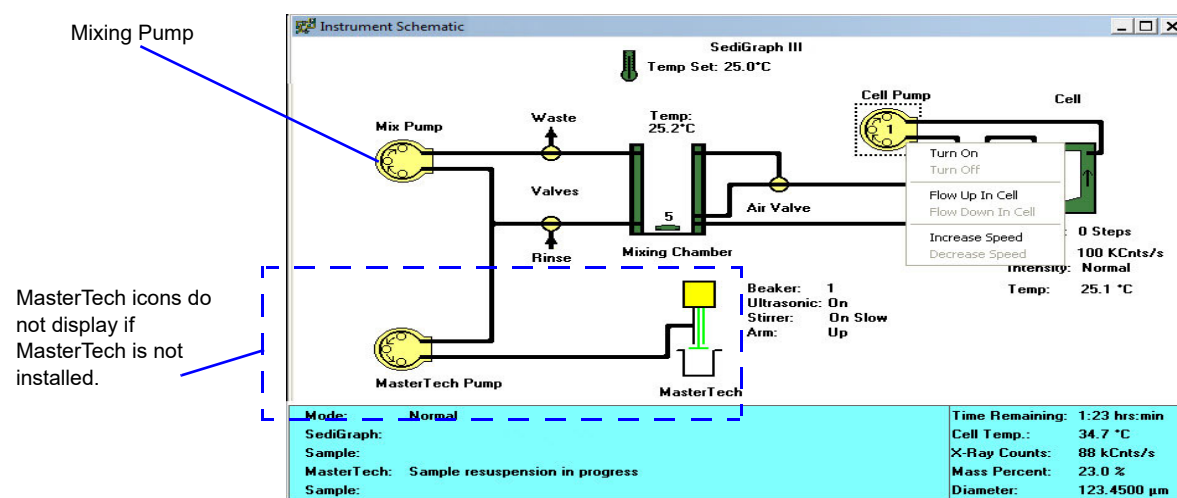 Mixing Pump
Instrument Schematic
SediGraph III
Temp Set: 25.0°C
Cell Pump
Cell
Mix Pump
Waste
Temp:
25.2°C
1
Turn On
Turn Off
Valves
Flow Up In Cell
Air Valve
Flow Down In Cell
5
0 Steps
Increase Speed
Rinse
Mixing Chamber
Decrease Speed
100 KCnts/s
Intensity: Normal
Temp: 25.1 °C
MasterTech icons do
not display if
MasterTech is not
installed.
Beaker: 1
Ultrasonic: On
Stirrer: On Slow
Arm: Up
MasterTech Pump
MasterTech
Mode: Normal
SediGraph:
Sample:
MasterTech: Sample resuspension in progress
Sample:
Time Remaining: 1:23 hrs:min
Cell Temp.: 34.7 °C
X-Ray Counts: 88 kCnts/s
Mass Percent: 23.0 %
Diameter: 123.4500 µm